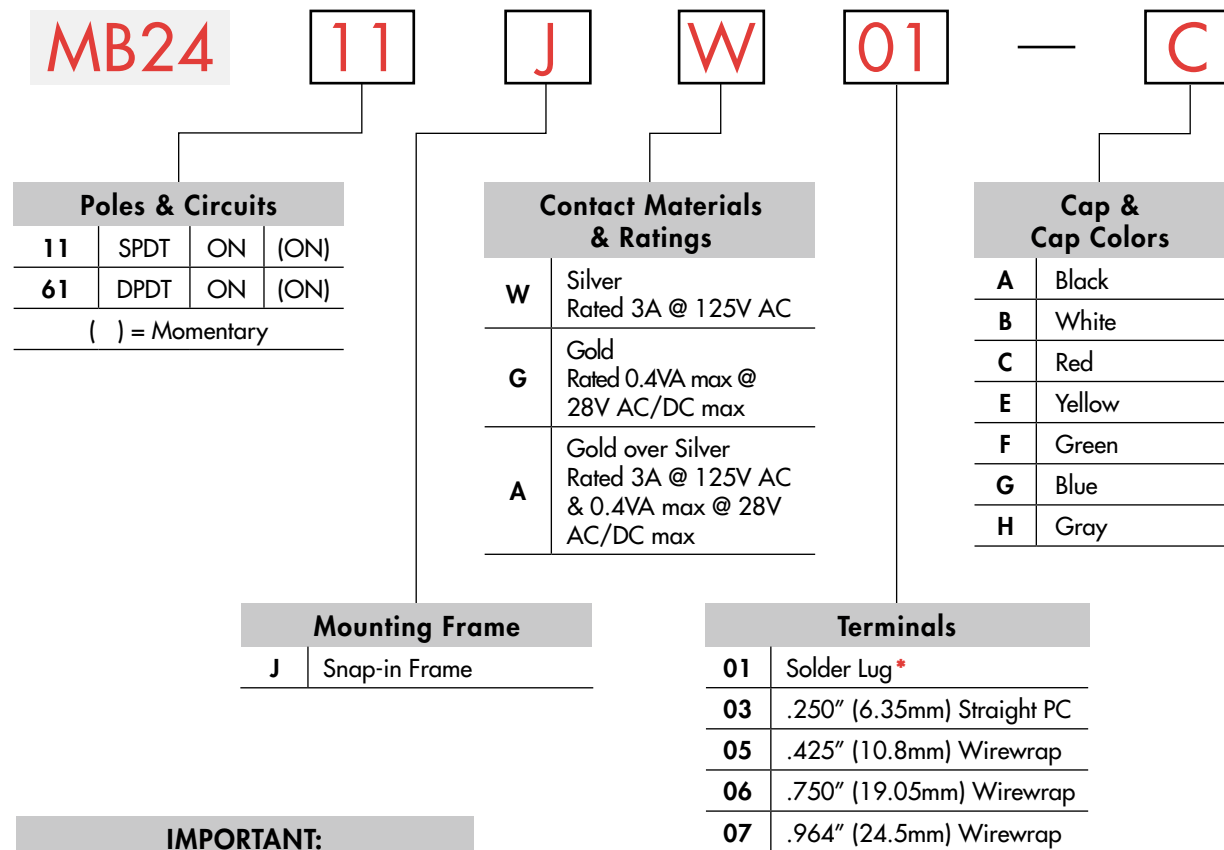 MB24 11 J W 01 — C
Poles & Circuits
11 SPDT ON (ON)
61 DPDT ON (ON)
( ) = Momentary
Contact Materials
& Ratings
W Silver
Rated 3A @ 125V AC
G Gold
Rated 0.4VA max @
28V AC/DC max
A Gold over Silver
Rated 3A @ 125V AC
& 0.4VA max @ 28V
AC/DC max
Cap &
Cap Colors
A Black
B White
C Red
E Yellow
F Green
G Blue
H Gray
Mounting Frame
J Snap-in Frame
Terminals
01 Solder Lug*
03 .250″ (6.35mm) Straight PC
05 .425″ (10.8mm) Wirewrap
06 .750″ (19.05mm) Wirewrap
07 .964″ (24.5mm) Wirewrap
IMPORTANT: